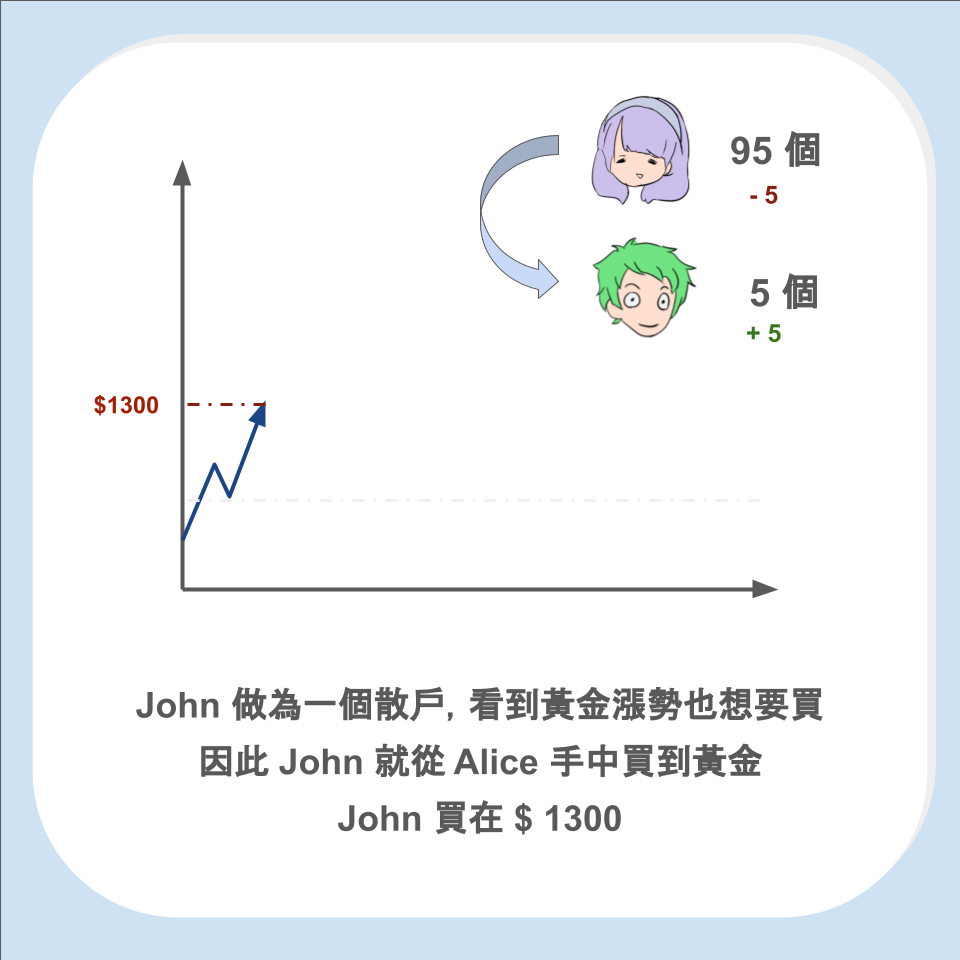 95 個
- 5
5 個
+ 5
$1300
John 做為一個散戶, 看到黃金漲勢也想要買
因此 John 就從 Alice 手中買到黃金
John 買在 $ 1300